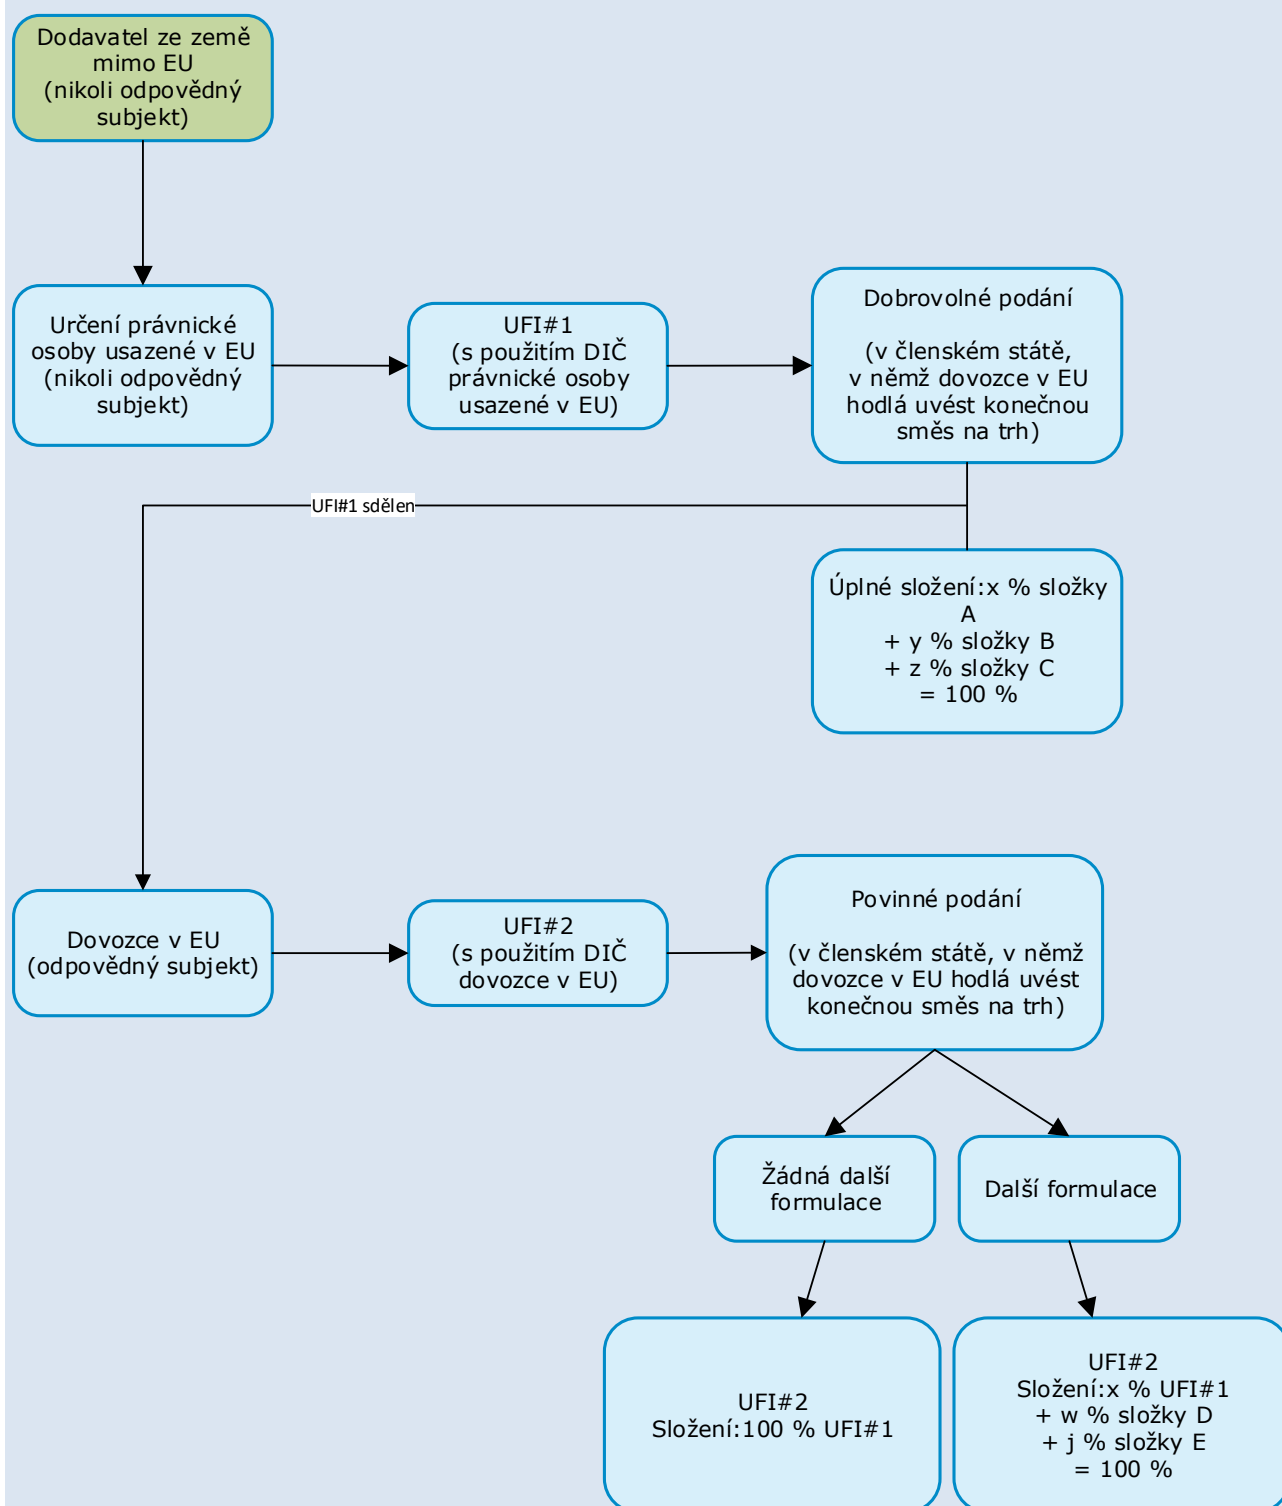 Dodavatel ze země
mimo EU
(nikoli odpovědný
subjekt)
Určení právnické
osoby usazené v EU
(nikoli odpovědný
subjekt)
UFI#1
(s použitím DIČ
právnické osoby
usazené v EU)
Dobrovolné podání
(v členském státě,
v němž dovozce v EU
hodlá uvést konečnou
směs na trh)
UFI#1 sdělen
Úplné složení:x % složky
A
+ y % složky B
+ z % složky C
= 100 %
Dovozce v EU
(odpovědný subjekt)
UFI#2
(s použitím DIČ
dovozce v EU)
Povinné podání
(v členském státě, v němž
dovozce v EU hodlá uvést
konečnou směs na trh)
Žádná další
formulace
Další formulace
UFI#2
Složení:100 % UFI#1
UFI#2
Složení:x % UFI#1
+ w % složky D
+ j % složky E
= 100 %